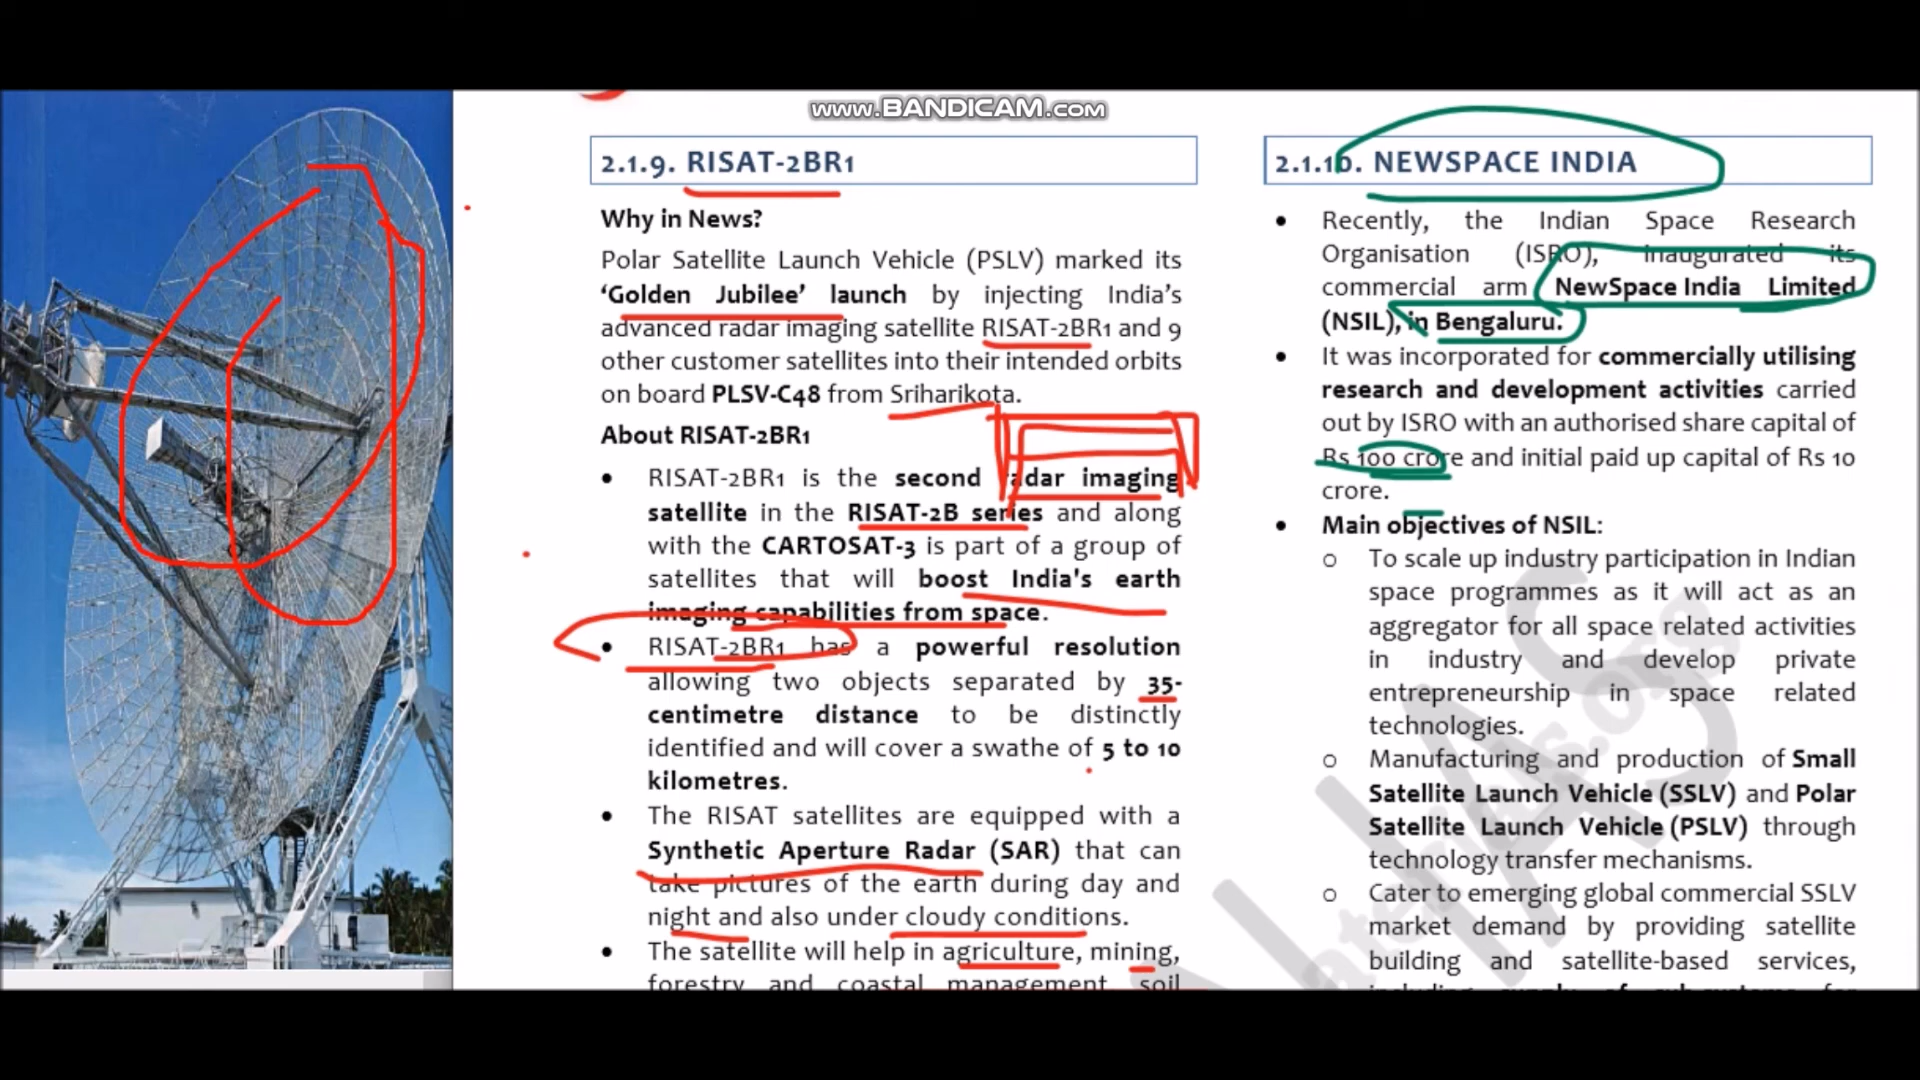 www.BANDICAM.com
2.1.9. RISAT-2BR1
Why in News?
Polar Satellite Launch Vehicle (PSLV) marked its
‘Golden Jubilee’ launch by injecting India’s
advanced radar imaging satellite RISAT-2BR1 and 9
other customer satellites into their intended orbits
on board PLSV-C48 from Sriharikota.
About RISAT-2BR1
• RISAT-2BR1 is the second radar imaging
satellite in the RISAT-2B series and along
with the CARTOSAT-3 is part of a group of
satellites that will boost India's earth
imaging capabilities from space.
• RISAT-2BR1 has a powerful resolution
allowing two objects separated by 35-
centimetre distance to be distinctly
identified and will cover a swathe of 5 to 10
kilometres.
• The RISAT satellites are equipped with a
Synthetic Aperture Radar (SAR) that can
take pictures of the earth during day and
night and also under cloudy conditions.
• The satellite will help in agriculture, mining,
forestry and coastal management, soil
2.1.10. NEWSPACE INDIA
• Recently, the Indian Space Research
Organisation (ISRO), inaugurated its
commercial arm NewSpace India Limited
(NSIL), in Bengaluru.
• It was incorporated for commercially utilising
research and development activities carried
out by ISRO with an authorised share capital of
Rs 100 crore and initial paid up capital of Rs 10
crore.
• Main objectives of NSIL:
o To scale up industry participation in Indian
space programmes as it will act as an
aggregator for all space related activities
in industry and develop private
entrepreneurship in space related
technologies.
o Manufacturing and production of Small
Satellite Launch Vehicle (SSLV) and Polar
Satellite Launch Vehicle (PSLV) through
technology transfer mechanisms.
o Cater to emerging global commercial SSLV
market demand by providing satellite
building and satellite-based services,
including supply of sub-systems for